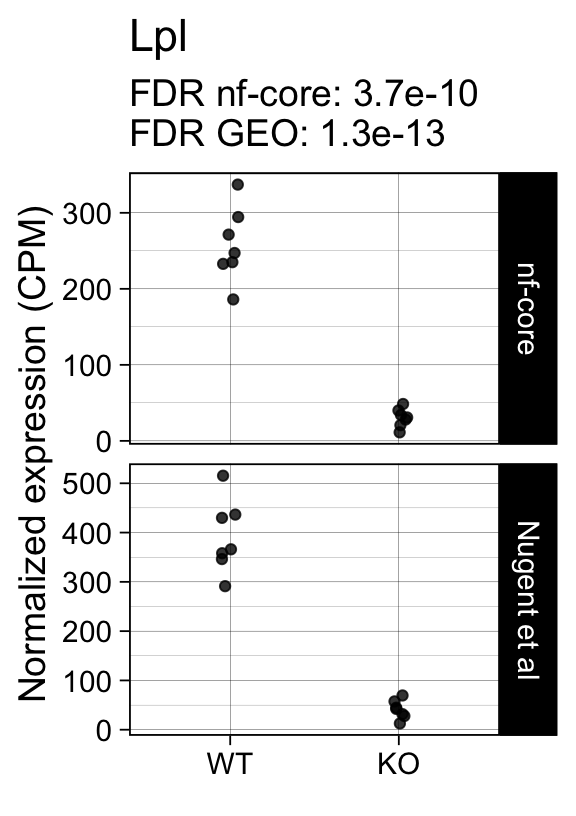 Lpl
FDR nf-core: 3.7e-10
FDR GEO: 1.3e-13
Normalized expression (CPM)
300
200
100
0
nf-core
500
400
300
200
100
0
Nugent et al
WT KO